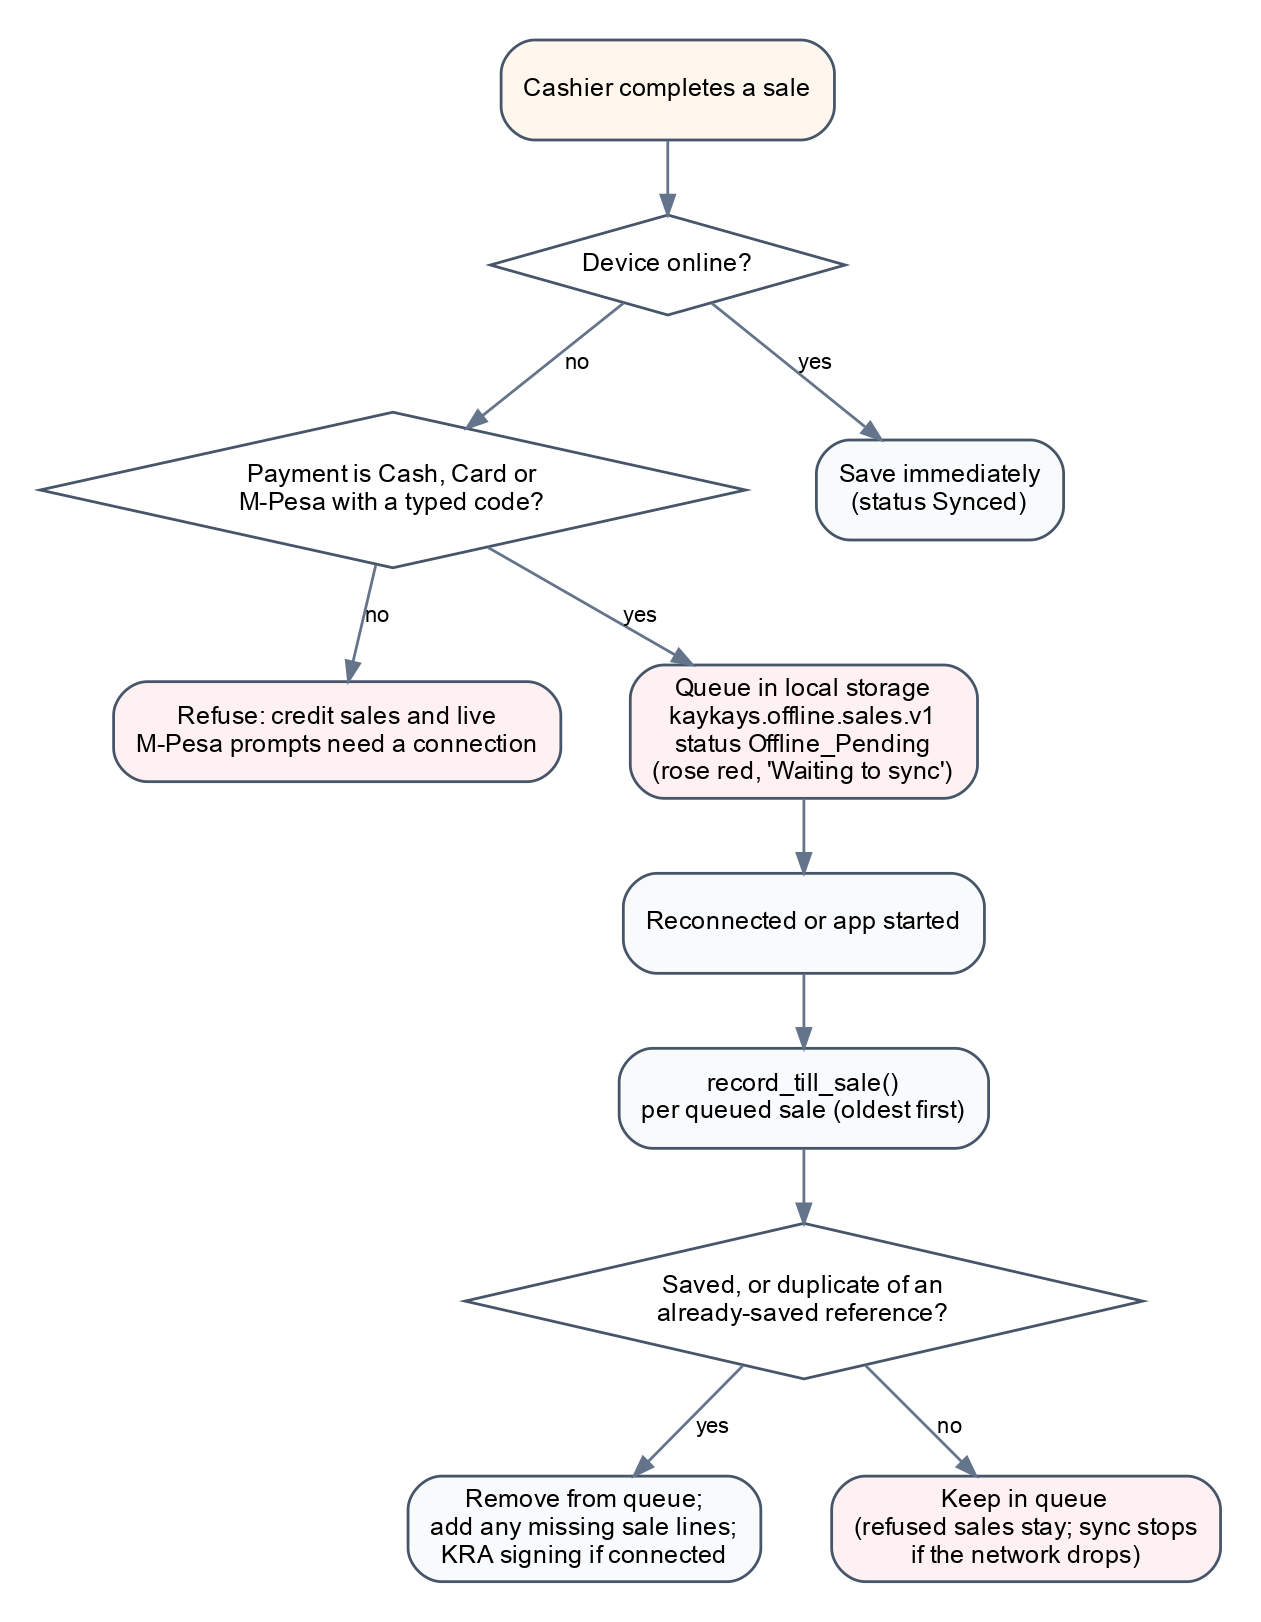 Cashier completes a sale
Device online?
no
yes
Payment is Cash, Card or
M-Pesa with a typed code?
Save immediately
(status Synced)
no
yes
Refuse: credit sales and live
M-Pesa prompts need a connection
Queue in local storage
kaykays.offline.sales.v1
status Offline_Pending
(rose red, 'Waiting to sync')
Reconnected or app started
record_till_sale()
per queued sale (oldest first)
Saved, or duplicate of an
already-saved reference?
yes
no
Remove from queue;
add any missing sale lines;
KRA signing if connected
Keep in queue
(refused sales stay; sync stops
if the network drops)